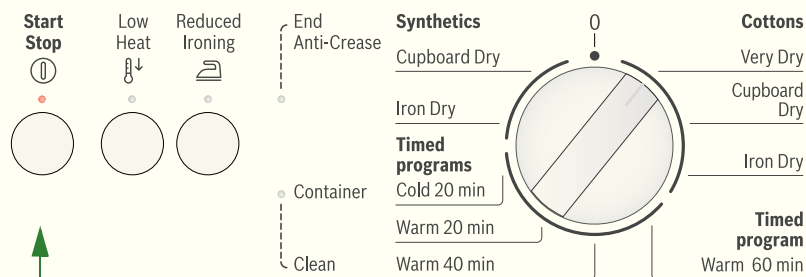 Start
Stop
Low
Heat
Reduced
Ironing
End
Anti-Crease
Container
Clean
Synthetics
Cupboard Dry
Iron Dry
Timed
programs
Cold 20 min
Warm 20 min
Warm 40 min
0
Cottons
Very Dry
Cupboard
Dry
Iron Dry
Timed
program
Warm 60 min